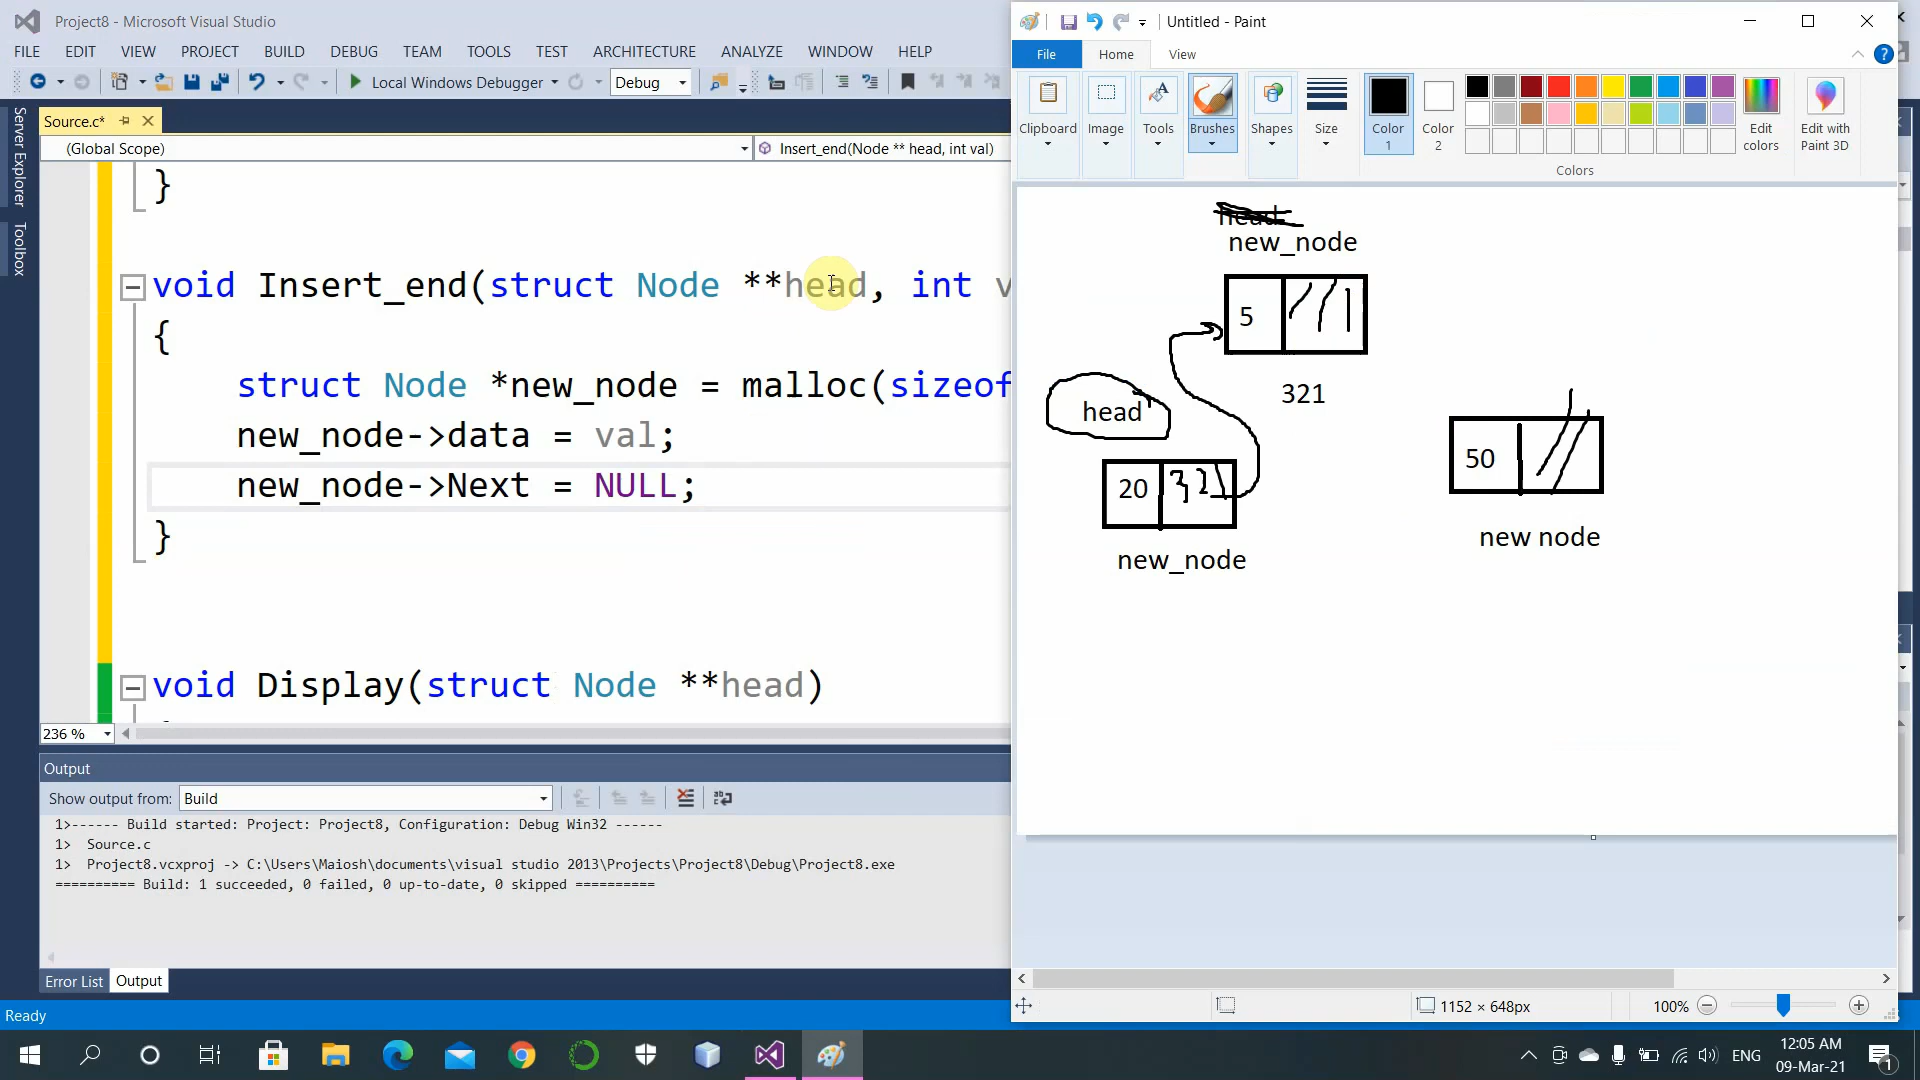 Project8 - Microsoft Visual Studio
FILE EDIT VIEW PROJECT BUILD DEBUG TEAM TOOLS TEST ARCHITECTURE ANALYZE WINDOW HELP
Local Windows Debugger Debug
Server Explorer
Toolbox
Source.c*
(Global Scope) Insert_end(Node ** head, int val)
}
void Insert_end(struct Node **head, int v
{
struct Node *new_node = malloc(sizeof
new_node->data = val;
new_node->Next = NULL;
}
void Display(struct Node **head)
236 %
Output
Show output from: Build
1>------ Build started: Project: Project8, Configuration: Debug Win32 ------
1> Source.c
1> Project8.vcxproj -> C:\Users\Maiosh\documents\visual studio 2013\Projects\Project8\Debug\Project8.exe
========== Build: 1 succeeded, 0 failed, 0 up-to-date, 0 skipped ==========
Error List Output
Ready
Untitled - Paint
File Home View
Clipboard Image Tools Brushes Shapes Size Color 1 Color 2 Edit colors Edit with Paint 3D
Colors
head
new_node
5
321
head
20 321
new_node
50
new node
1152 × 648px 100%
ENG
12:05 AM
09-Mar-21
1